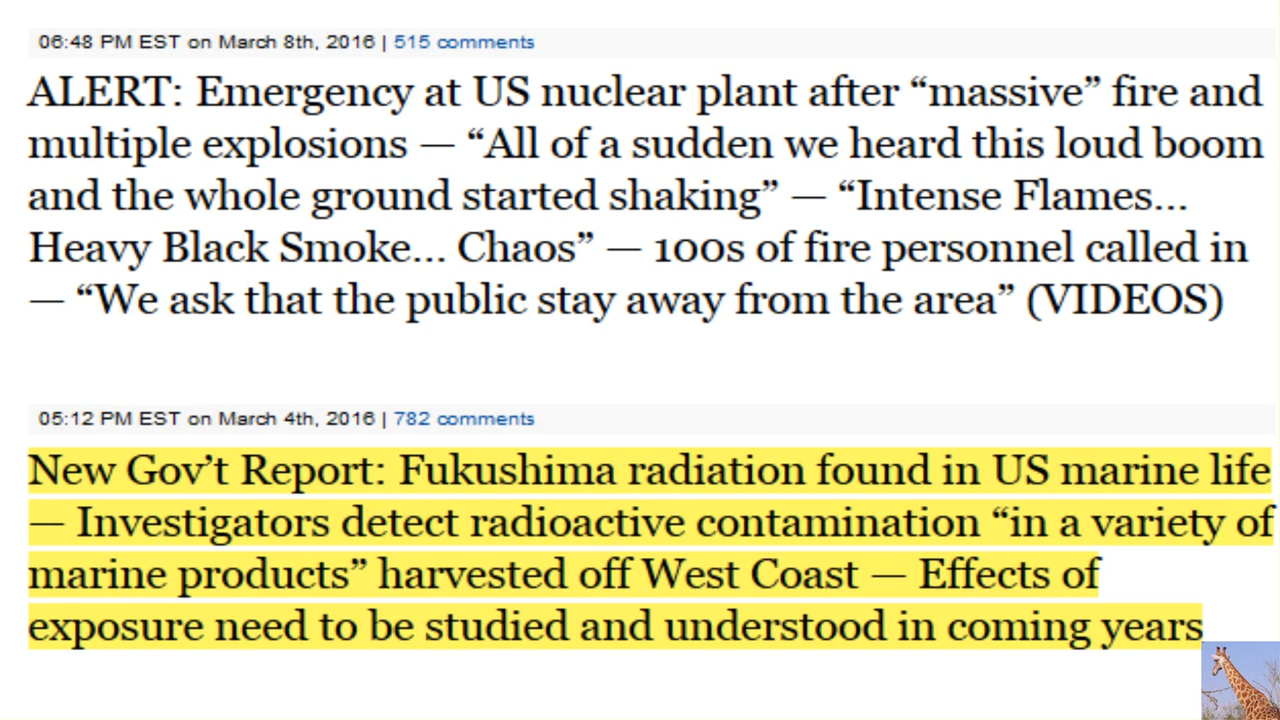 06:48 PM EST on March 8th, 2016 | 515 comments
ALERT: Emergency at US nuclear plant after “massive” fire and
multiple explosions — “All of a sudden we heard this loud boom
and the whole ground started shaking” — “Intense Flames…
Heavy Black Smoke… Chaos” — 100s of fire personnel called in
— “We ask that the public stay away from the area” (VIDEOS)
05:12 PM EST on March 4th, 2016 | 782 comments
New Gov’t Report: Fukushima radiation found in US marine life
— Investigators detect radioactive contamination “in a variety of
marine products” harvested off West Coast — Effects of
exposure need to be studied and understood in coming years